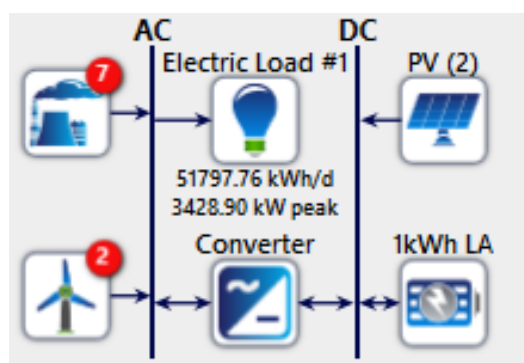 AC DC
7 Electric Load #1 PV (2)
51797.76 kWh/d
3428.90 kW peak
2 Converter 1kWh LA